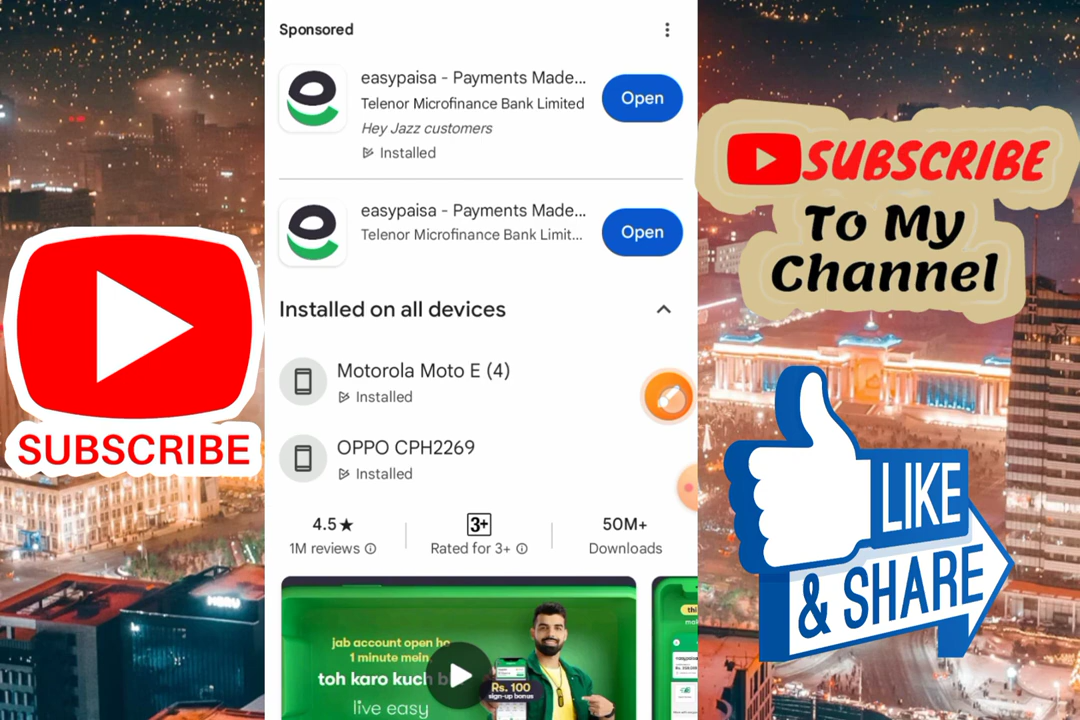 Sponsored
easypaisa - Payments Made...
Telenor Microfinance Bank Limited
Hey Jazz customers
Installed
Open
easypaisa - Payments Made...
Telenor Microfinance Bank Limit...
Open
Installed on all devices
Motorola Moto E (4)
Installed
OPPO CPH2269
Installed
4.5★
1M reviews
3+
Rated for 3+
50M+
Downloads
jab account open ho
1 minute mein
toh karo kuch b
live easy
Rs. 100
sign-up bonus
SUBSCRIBE
SUBSCRIBE
To My
Channel
LIKE
& SHARE